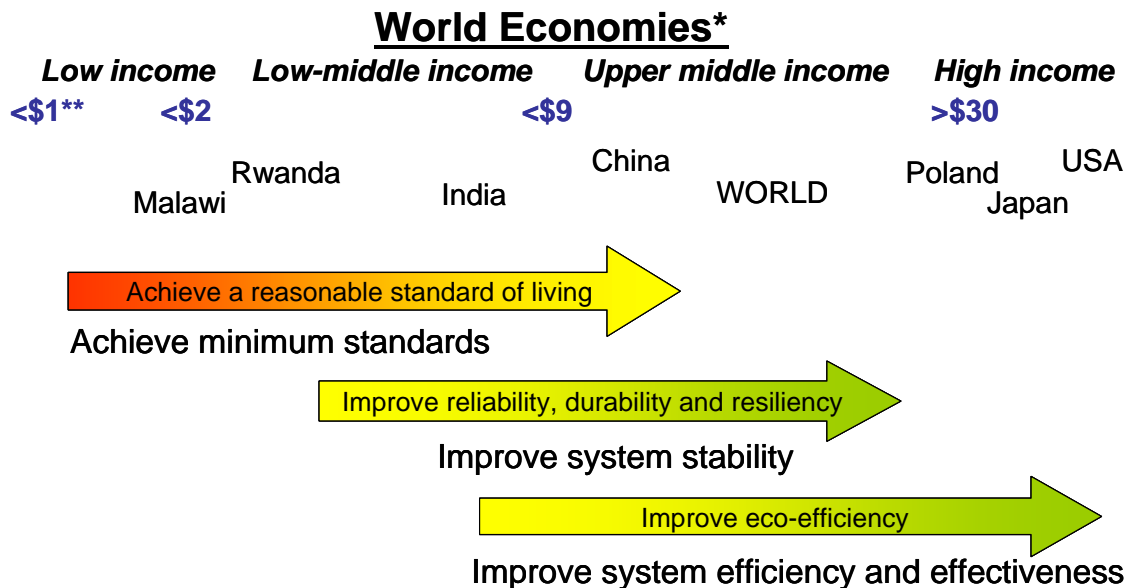 World Economies*
Low income Low-middle income Upper middle income High income
<$1** <$2 <$9 >$30
China USA
Rwanda Poland
Malawi India WORLD Japan
Achieve a reasonable standard of living
Achieve minimum standards
Improve reliability, durability and resiliency
Improve system stability
Improve eco-efficiency
Improve system efficiency and effectiveness